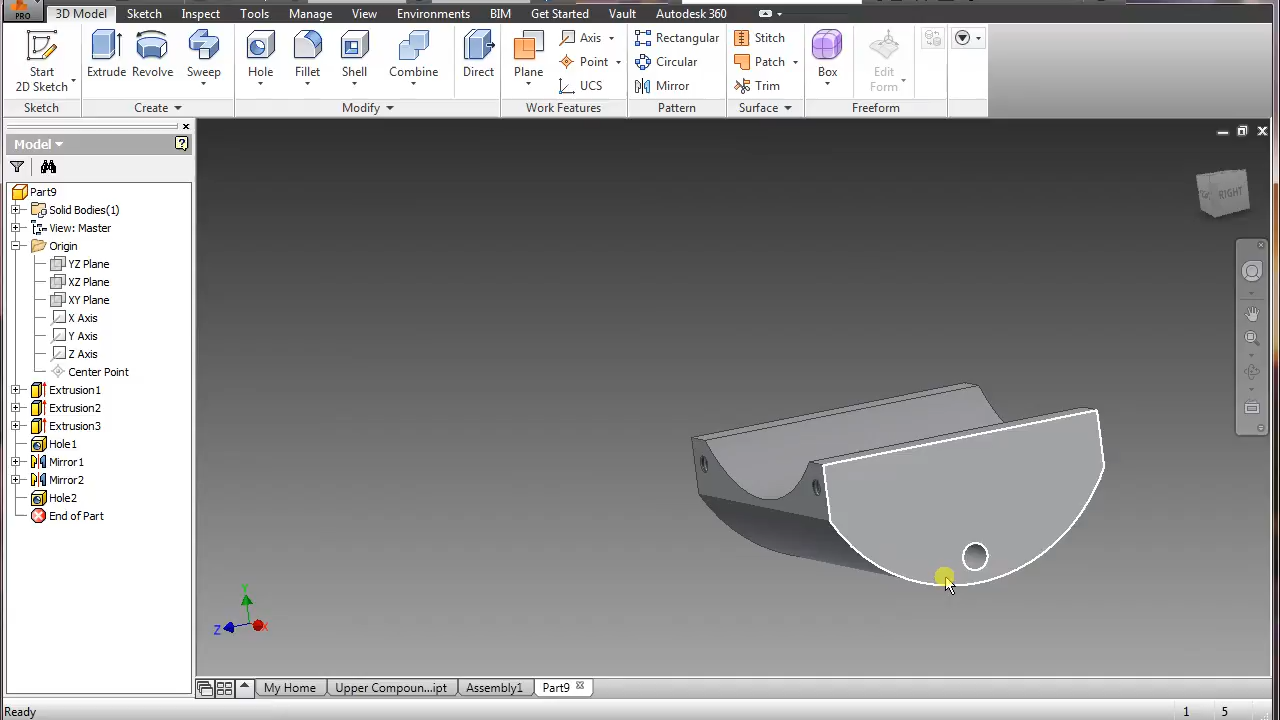 PRO
3D Model Sketch Inspect Tools Manage View Environments BIM Get Started Vault Autodesk 360
Start
2D Sketch
Extrude
Revolve
Sweep
Hole
Fillet
Shell
Combine
Direct
Plane
Axis
Point
UCS
Rectangular
Circular
Mirror
Stitch
Patch
Trim
Box
Edit
Form
Sketch
Create
Modify
Work Features
Pattern
Surface
Freeform
Model
Part9
Solid Bodies(1)
View: Master
Origin
YZ Plane
XZ Plane
XY Plane
X Axis
Y Axis
Z Axis
Center Point
Extrusion1
Extrusion2
Extrusion3
Hole1
Mirror1
Mirror2
Hole2
End of Part
RIGHT
Y
Z
X
My Home
Upper Compoun...ipt
Assembly1
Part9
Ready
1 5